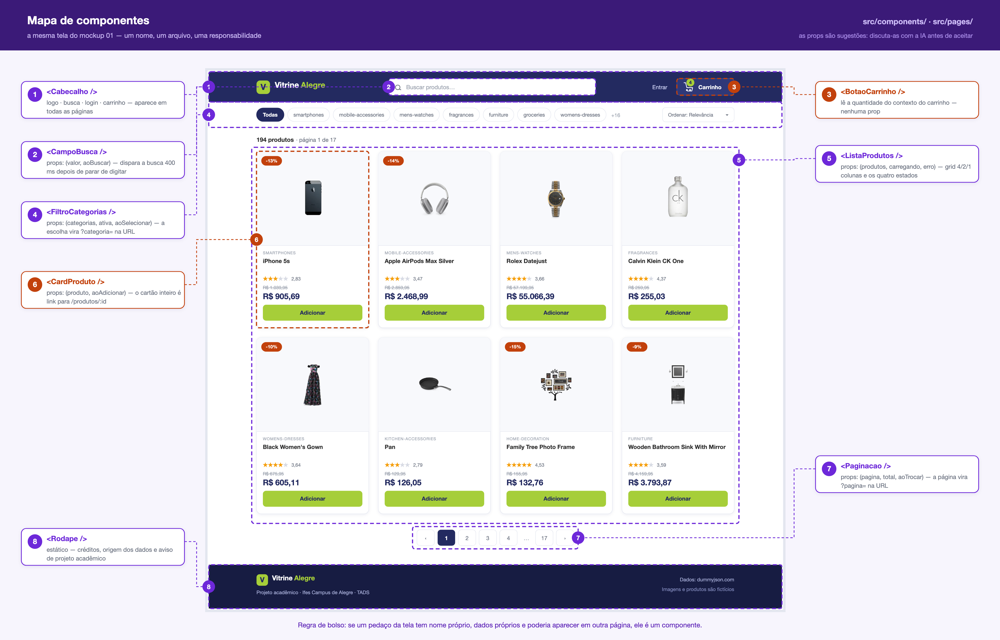 Mapa de componentes
a mesma tela do mockup 01 — um nome, um arquivo, uma responsabilidade
src/components/ · src/pages/
as props são sugestões: discuta-as com a IA antes de aceitar
1
<Cabecalho />
logo · busca · login · carrinho — aparece em
todas as páginas
2
<CampoBusca />
props: (valor, aoBuscar) — dispara a busca 400
ms depois de parar de digitar
4
<FiltroCategorias />
props: (categorias, ativa, aoSelecionar) — a
escolha vira ?categoria= na URL
6
<CardProduto />
props: (produto, aoAdicionar) — o cartão inteiro é
link para /produtos/:id
8
<Rodape />
estático — créditos, origem dos dados e aviso
de projeto acadêmico
1
V Vitrine Alegre
2
Buscar produtos...
Entrar
4
Carrinho
3
4
Todas smartphones mobile-accessories mens-watches fragrances furniture groceries womens-dresses +16
Ordenar: Relevância
194 produtos · página 1 de 17
5
6
-13%
SMARTPHONES
iPhone 5s
★★★★★ 2,83
R$ 1.039,95
R$ 905,69
Adicionar
-14%
MOBILE-ACCESSORIES
Apple AirPods Max Silver
★★★★★ 3,47
R$ 2.859,95
R$ 2.468,99
Adicionar
MENS-WATCHES
Rolex Datejust
★★★★★ 3,66
R$ 57.199,95
R$ 55.066,39
Adicionar
ck
FRAGRANCES
Calvin Klein CK One
★★★★★ 4,37
R$ 259,95
R$ 255,03
Adicionar
-10%
WOMENS-DRESSES
Black Women's Gown
★★★★★ 3,64
R$ 675,95
R$ 605,11
Adicionar
KITCHEN-ACCESSORIES
Pan
★★★★★ 2,79
R$ 129,95
R$ 126,05
Adicionar
-15%
HOME-DECORATION
Family Tree Photo Frame
★★★★★ 4,53
R$ 155,95
R$ 132,76
Adicionar
-9%
FURNITURE
Wooden Bathroom Sink With Mirror
★★★★★ 3,59
R$ 4.159,95
R$ 3.793,87
Adicionar
‹ 1 2 3 4 … 17 ›
7
8
V Vitrine Alegre
Projeto acadêmico · Ifes Campus de Alegre · TADS
Dados: dummyjson.com
Imagens e produtos são fictícios
3
<BotaoCarrinho />
lê a quantidade do contexto do carrinho —
nenhuma prop
5
<ListaProdutos />
props: (produtos, carregando, erro) — grid 4/2/1
colunas e os quatro estados
7
<Paginacao />
props: (pagina, total, aoTrocar) — a página vira
?pagina= na URL
Regra de bolso: se um pedaço da tela tem nome próprio, dados próprios e poderia aparecer em outra página, ele é um componente.